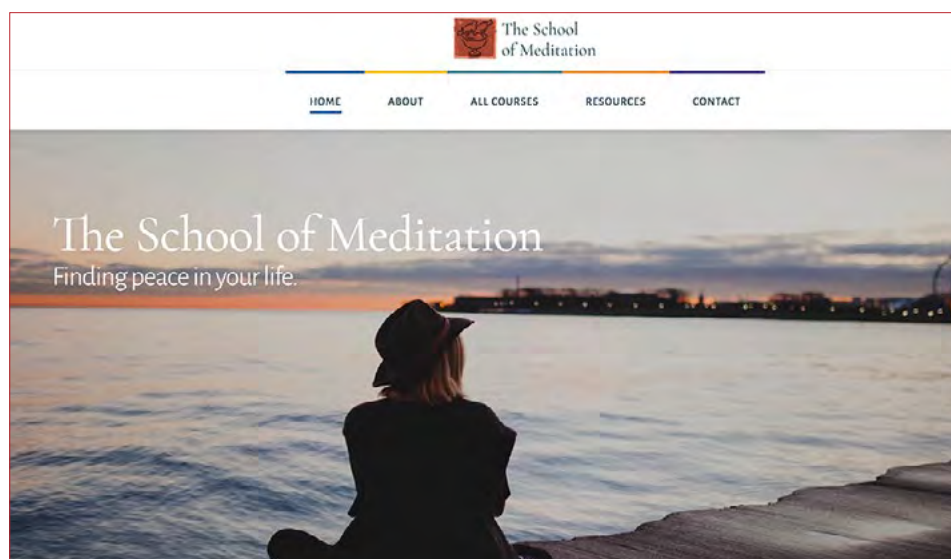 The School
of Meditation
HOME ABOUT ALL COURSES RESOURCES CONTACT
The School of Meditation
Finding peace in your life.